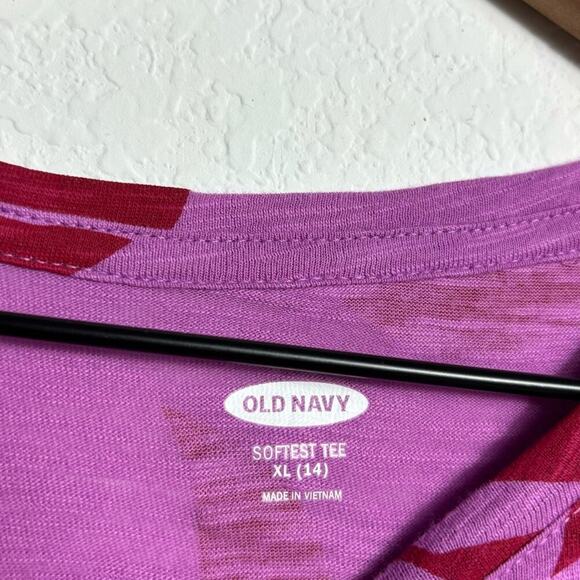 OLD NAVY
SOFTEST TEE
XL (14)
MADE IN VIETNAM